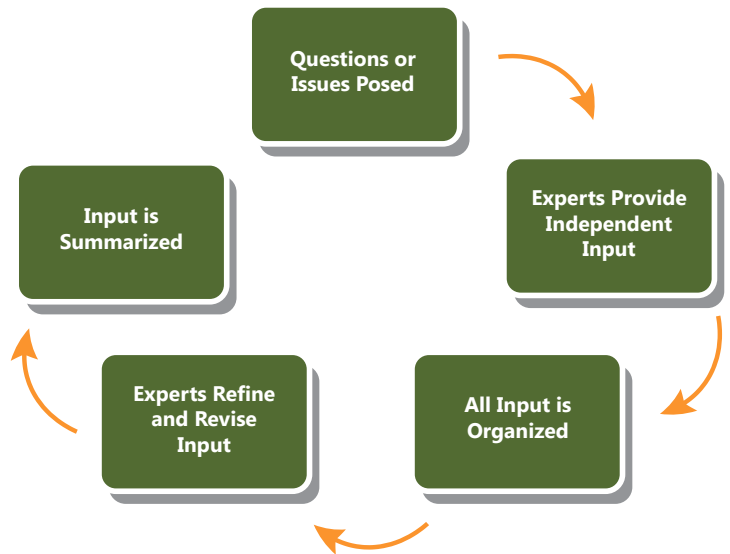 Questions or
Issues Posed
Experts Provide
Independent
Input
All Input is
Organized
Experts Refine
and Revise
Input
Input is
Summarized